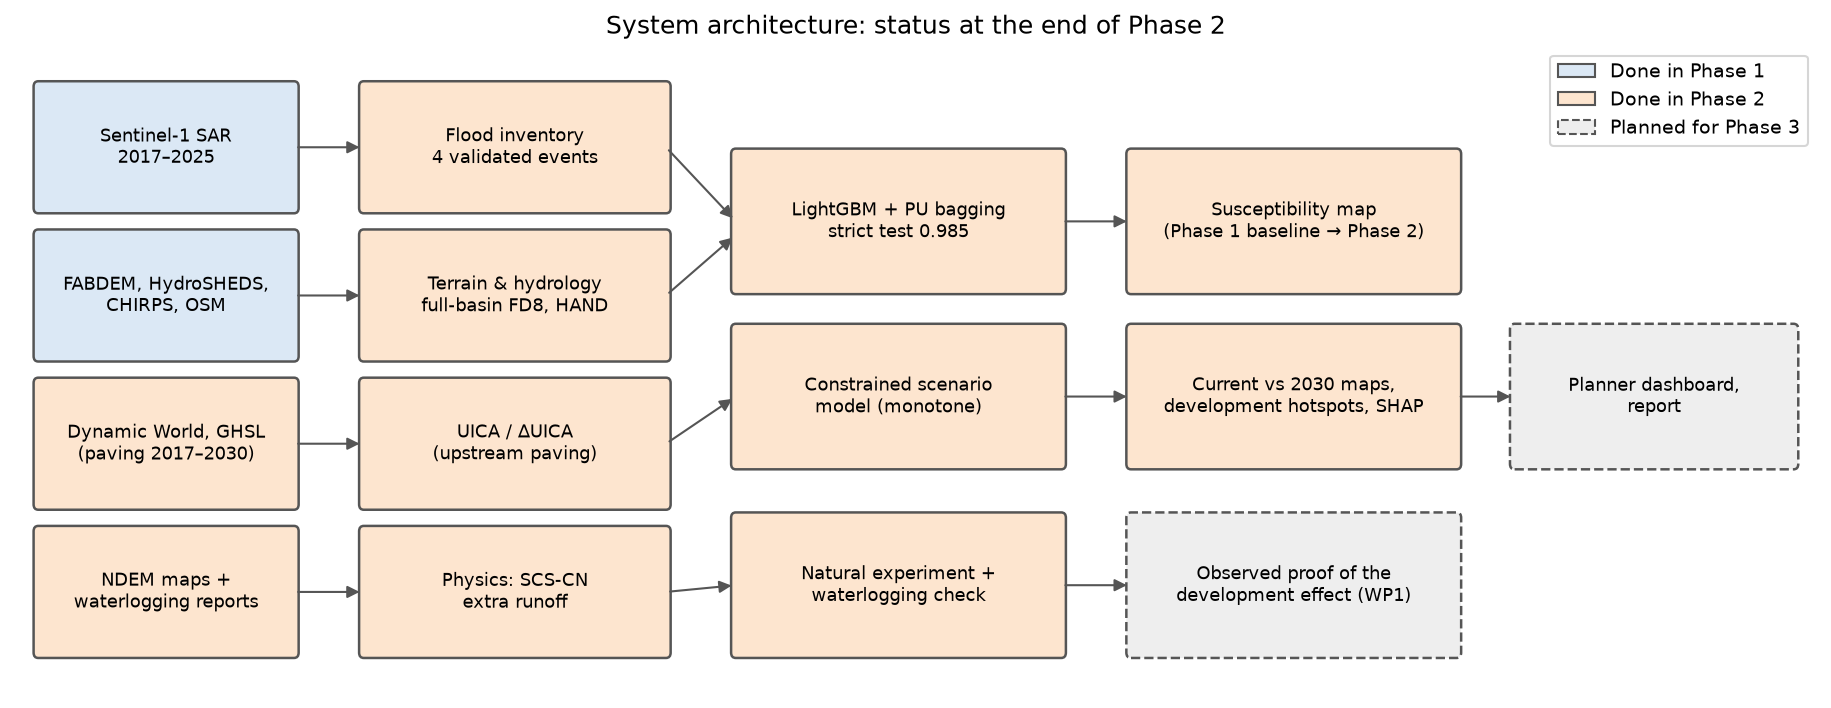 System architecture: status at the end of Phase 2
Done in Phase 1
Done in Phase 2
Planned for Phase 3
Sentinel-1 SAR
2017–2025
Flood inventory
4 validated events
LightGBM + PU bagging
strict test 0.985
Susceptibility map
(Phase 1 baseline → Phase 2)
FABDEM, HydroSHEDS,
CHIRPS, OSM
Terrain & hydrology
full-basin FD8, HAND
Constrained scenario
model (monotone)
Current vs 2030 maps,
development hotspots, SHAP
Planner dashboard,
report
Dynamic World, GHSL
(paving 2017–2030)
UICA / ΔUICA
(upstream paving)
NDEM maps +
waterlogging reports
Physics: SCS-CN
extra runoff
Natural experiment +
waterlogging check
Observed proof of the
development effect (WP1)